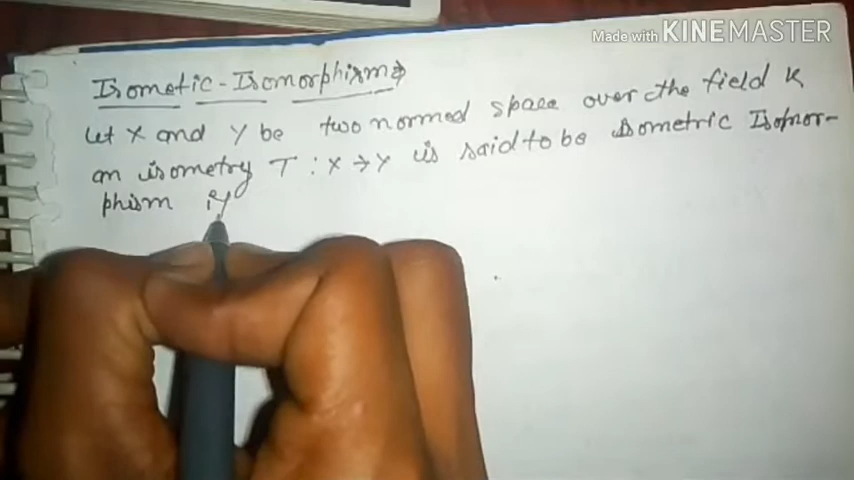 Made with KINEMASTER
Isometic-Isomorphism⇒
Let X and Y be two normed space over the field K
an isometry T : X → Y is said to be isometric Isomor-
phism if